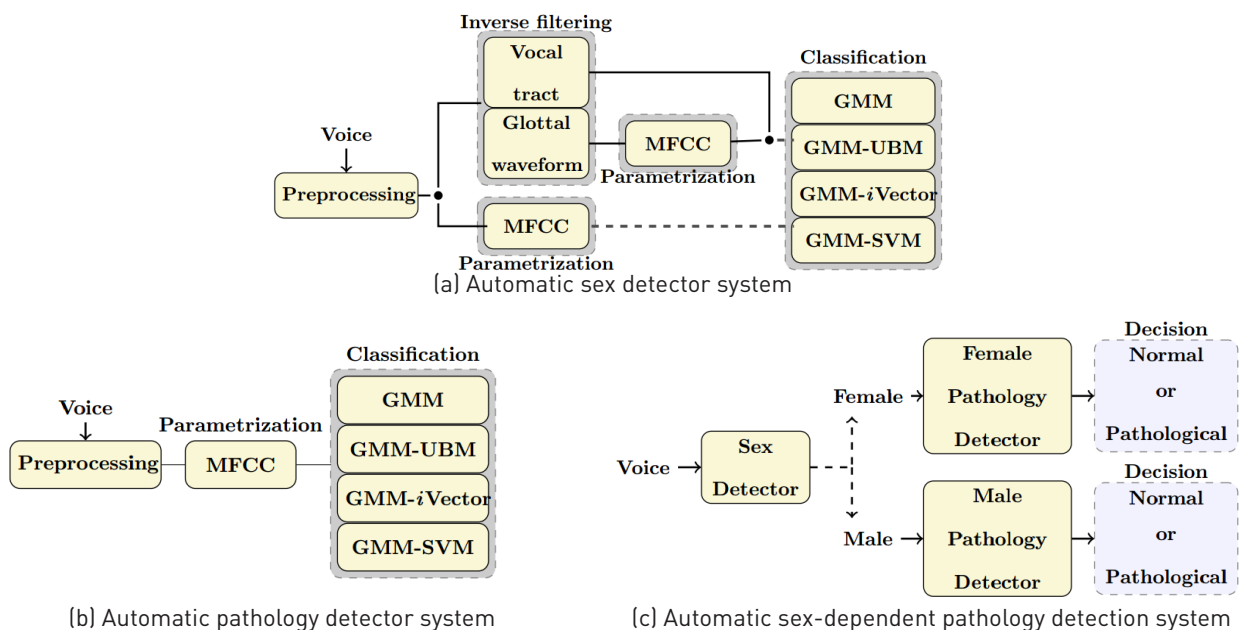 Inverse filtering
Vocal
tract
Glottal
waveform
Voice
Preprocessing
MFCC
Parametrization
MFCC
Parametrization
Classification
GMM
GMM-UBM
GMM-iVector
GMM-SVM
(a) Automatic sex detector system
Voice
Preprocessing
Parametrization
MFCC
Classification
GMM
GMM-UBM
GMM-iVector
GMM-SVM
(b) Automatic pathology detector system
Voice
Sex
Detector
Female
Male
Female
Pathology
Detector
Decision
Normal
or
Pathological
Male
Pathology
Detector
Decision
Normal
or
Pathological
(c) Automatic sex-dependent pathology detection system